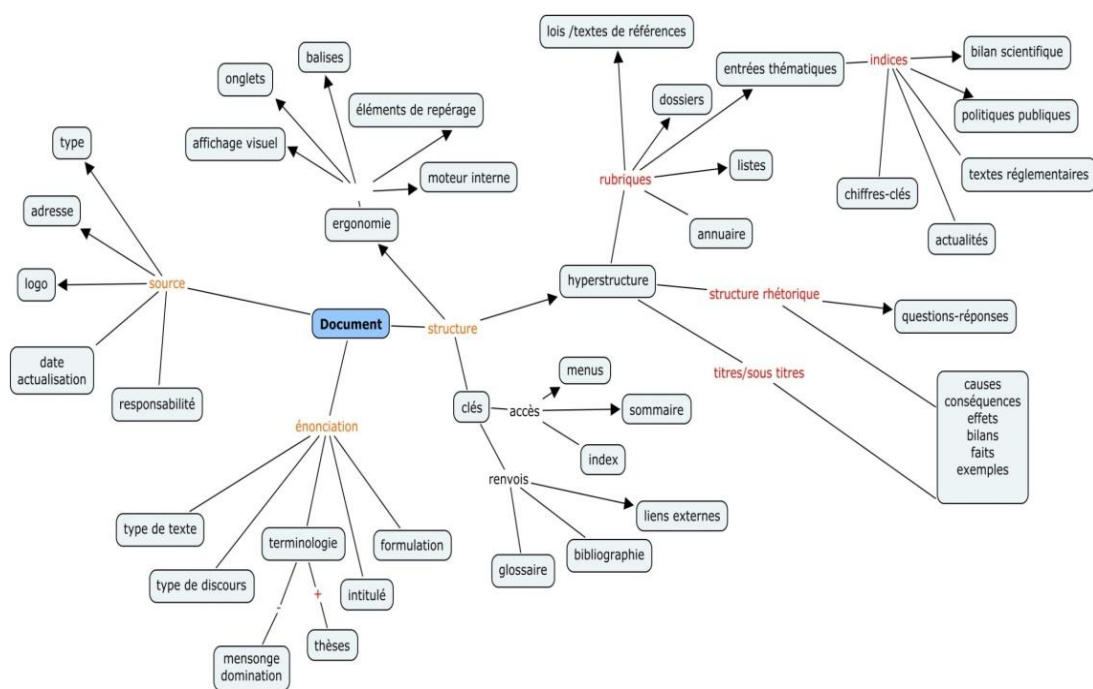 lois /textes de références
balises
entrées thématiques
indices
bilan scientifique
onglets
éléments de repérage
dossiers
politiques publiques
type
affichage visuel
moteur interne
rubriques
listes
textes réglementaires
chiffres-clés
adresse
ergonomie
annuaire
actualités
logo
source
hyperstructure
structure rhétorique
Document
structure
questions-réponses
date
actualisation
responsabilité
menus
titres/sous titres
clés
accès
sommaire
causes
conséquences
effets
bilans
faits
exemples
énonciation
index
renvois
type de texte
terminologie
formulation
liens externes
bibliographie
glossaire
type de discours
intitulé
-
+
thèses
mensonge
domination